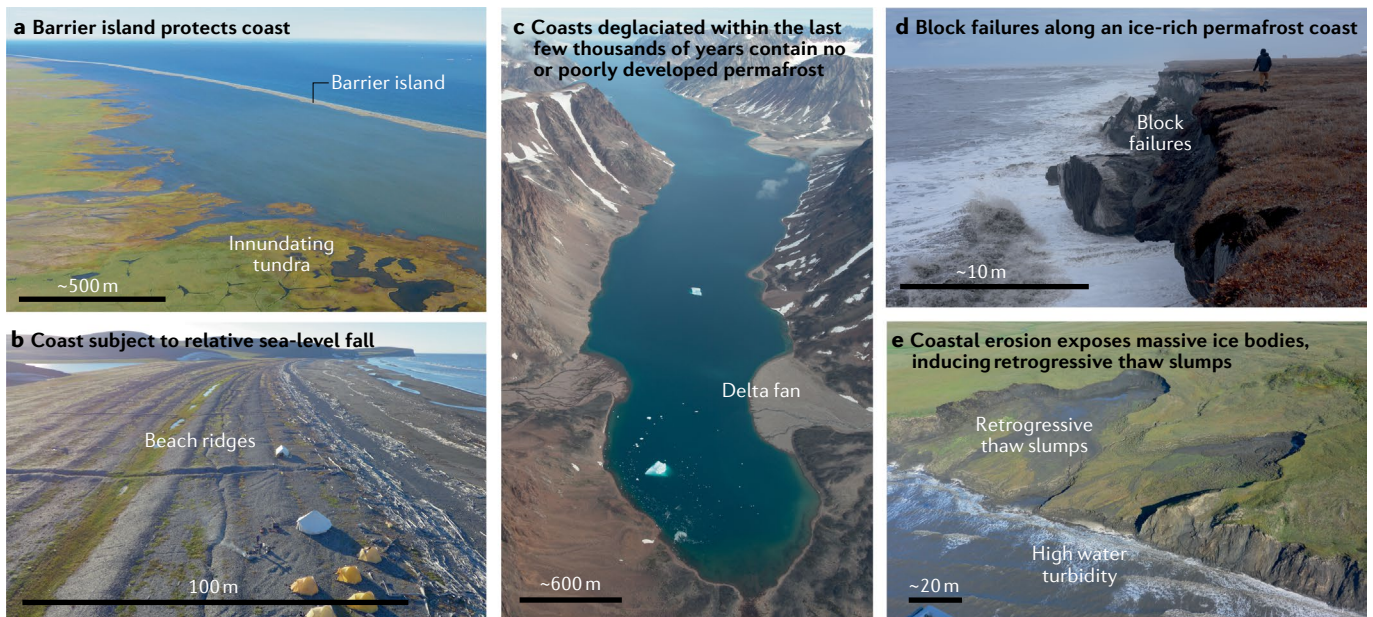 a Barrier island protects coast
Barrier island
Innundating
tundra
~500 m
b Coast subject to relative sea-level fall
Beach ridges
100 m
c Coasts deglaciated within the last
few thousands of years contain no
or poorly developed permafrost
Delta fan
~600 m
d Block failures along an ice-rich permafrost coast
Block
failures
~10 m
e Coastal erosion exposes massive ice bodies,
inducing retrogressive thaw slumps
Retrogressive
thaw slumps
High water
turbidity
~20 m